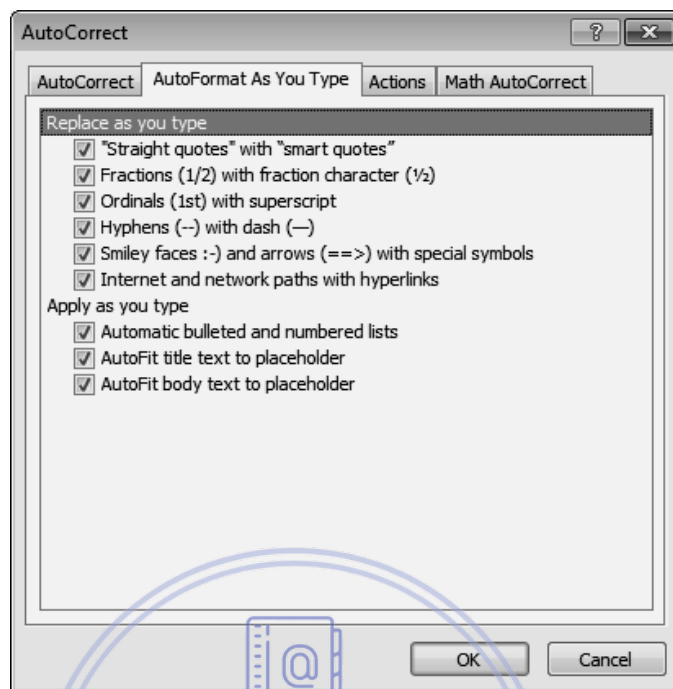 AutoCorrect
AutoCorrect AutoFormat As You Type Actions Math AutoCorrect
Replace as you type
"Straight quotes" with “smart quotes”
Fractions (1/2) with fraction character (½)
Ordinals (1st) with superscript
Hyphens (--) with dash (—)
Smiley faces :-) and arrows (==>) with special symbols
Internet and network paths with hyperlinks
Apply as you type
Automatic bulleted and numbered lists
AutoFit title text to placeholder
AutoFit body text to placeholder
@
OK Cancel